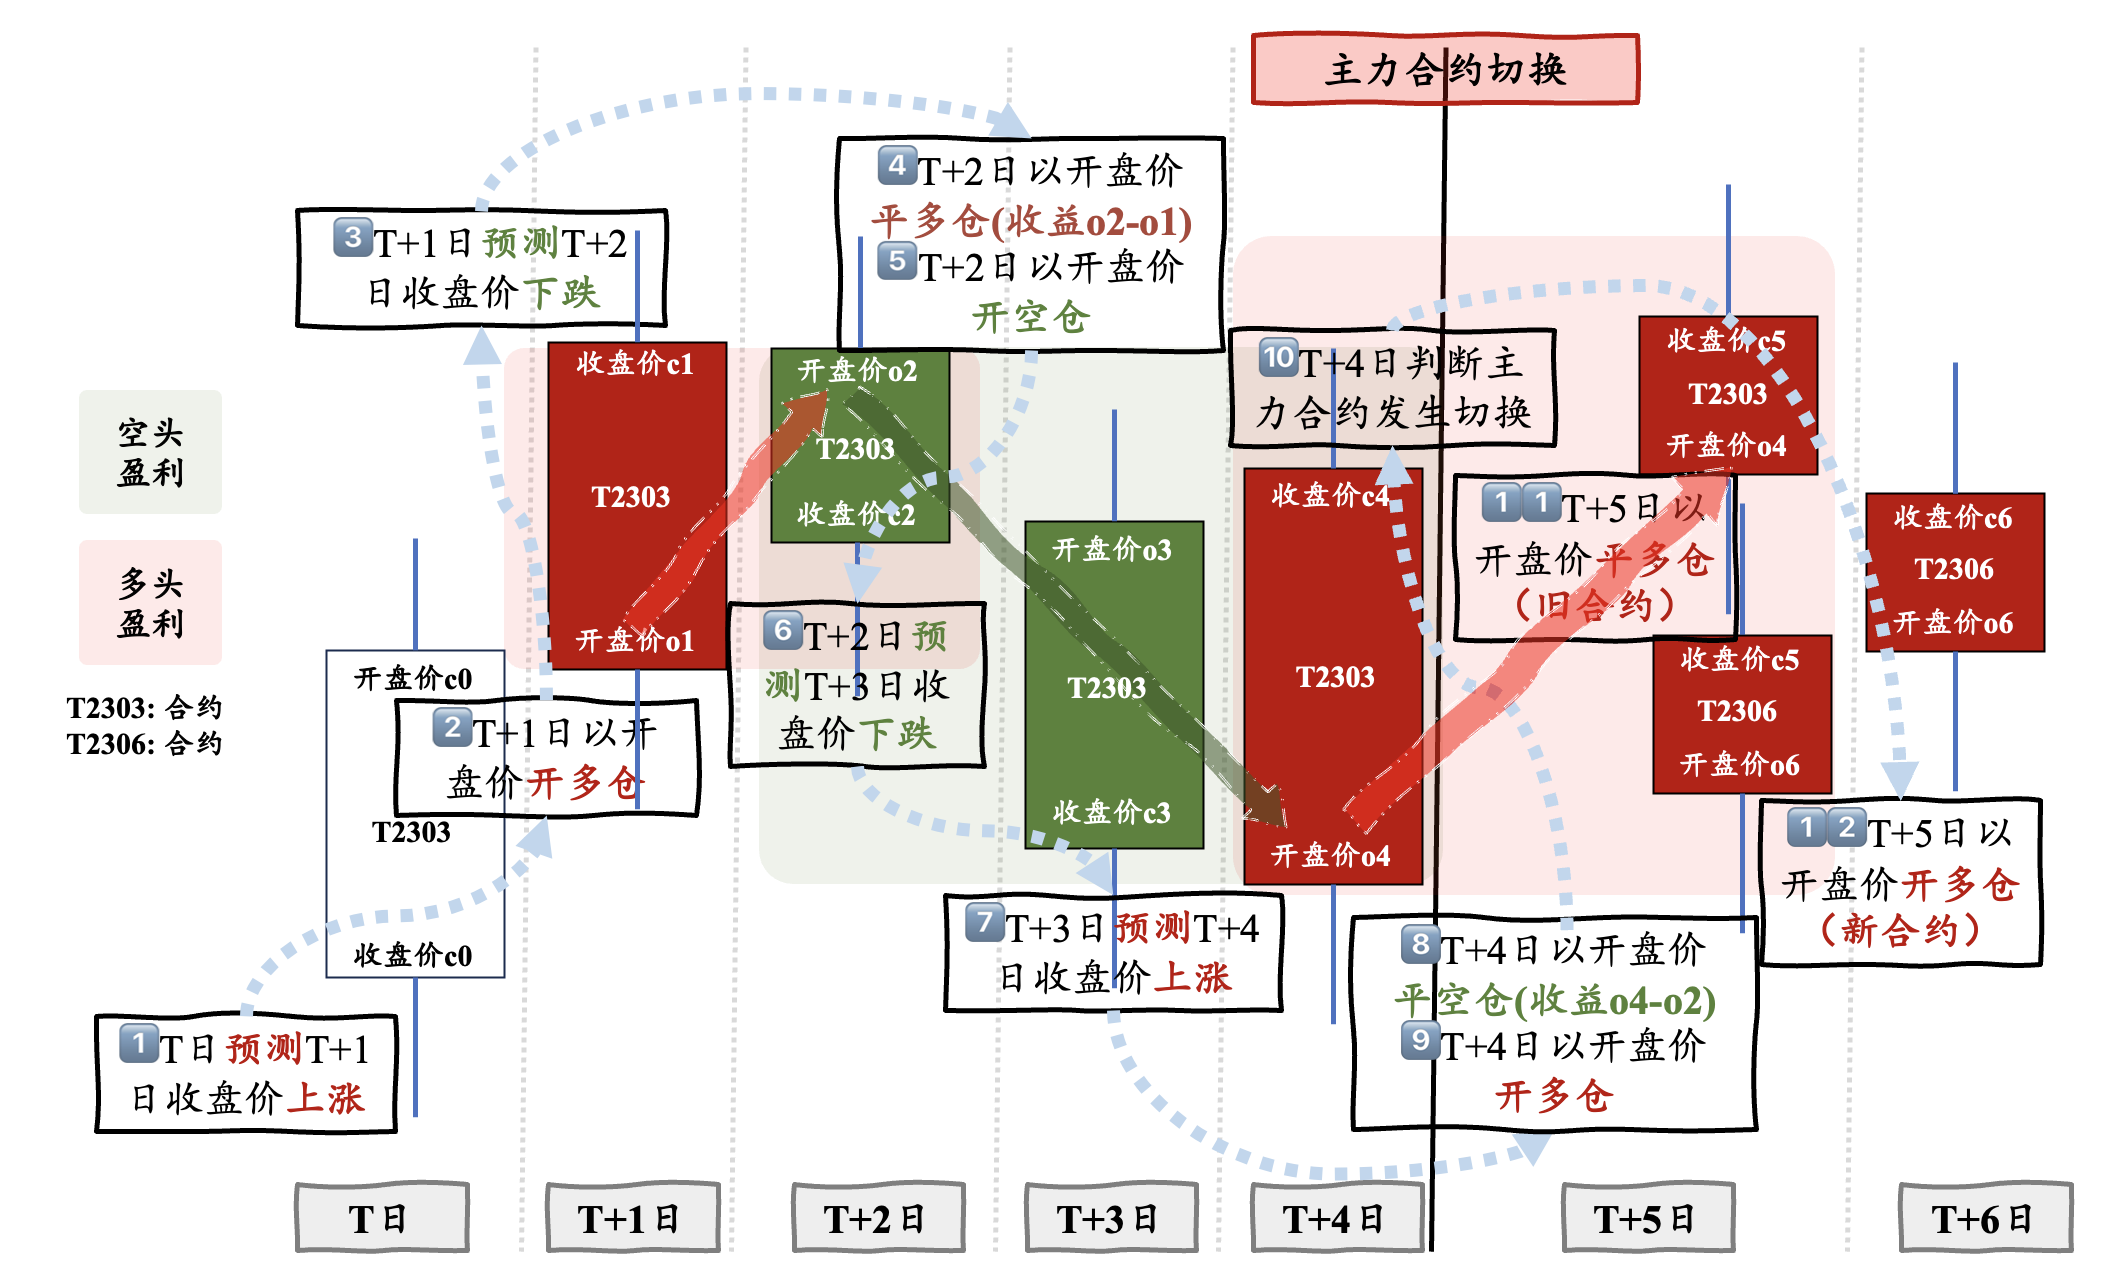 主力合约切换
4 T+2日以开盘价
平多仓(收益o2-o1)
5 T+2日以开盘价
开空仓
3 T+1日预测T+2
日收盘价下跌
10 T+4日判断主
力合约发生切换
收盘价c1
T2303
开盘价o1
开盘价o2
T2303
收盘价c2
开盘价o3
T2303
收盘价c3
收盘价c4
T2303
开盘价o4
收盘价c5
T2303
开盘价o4
11 T+5日以
开盘价平多仓
（旧合约）
收盘价c5
T2306
开盘价o6
收盘价c6
T2306
开盘价o6
空头
盈利
多头
盈利
T2303: 合约
T2306: 合约
开盘价c0
T2303
收盘价c0
2 T+1日以开
盘价开多仓
6 T+2日预
测T+3日收
盘价下跌
12 T+5日以
开盘价开多仓
（新合约）
7 T+3日预测T+4
日收盘价上涨
8 T+4日以开盘价
平空仓(收益o4-o2)
9 T+4日以开盘价
开多仓
1 T日预测T+1
日收盘价上涨
T日
T+1日
T+2日
T+3日
T+4日
T+5日
T+6日